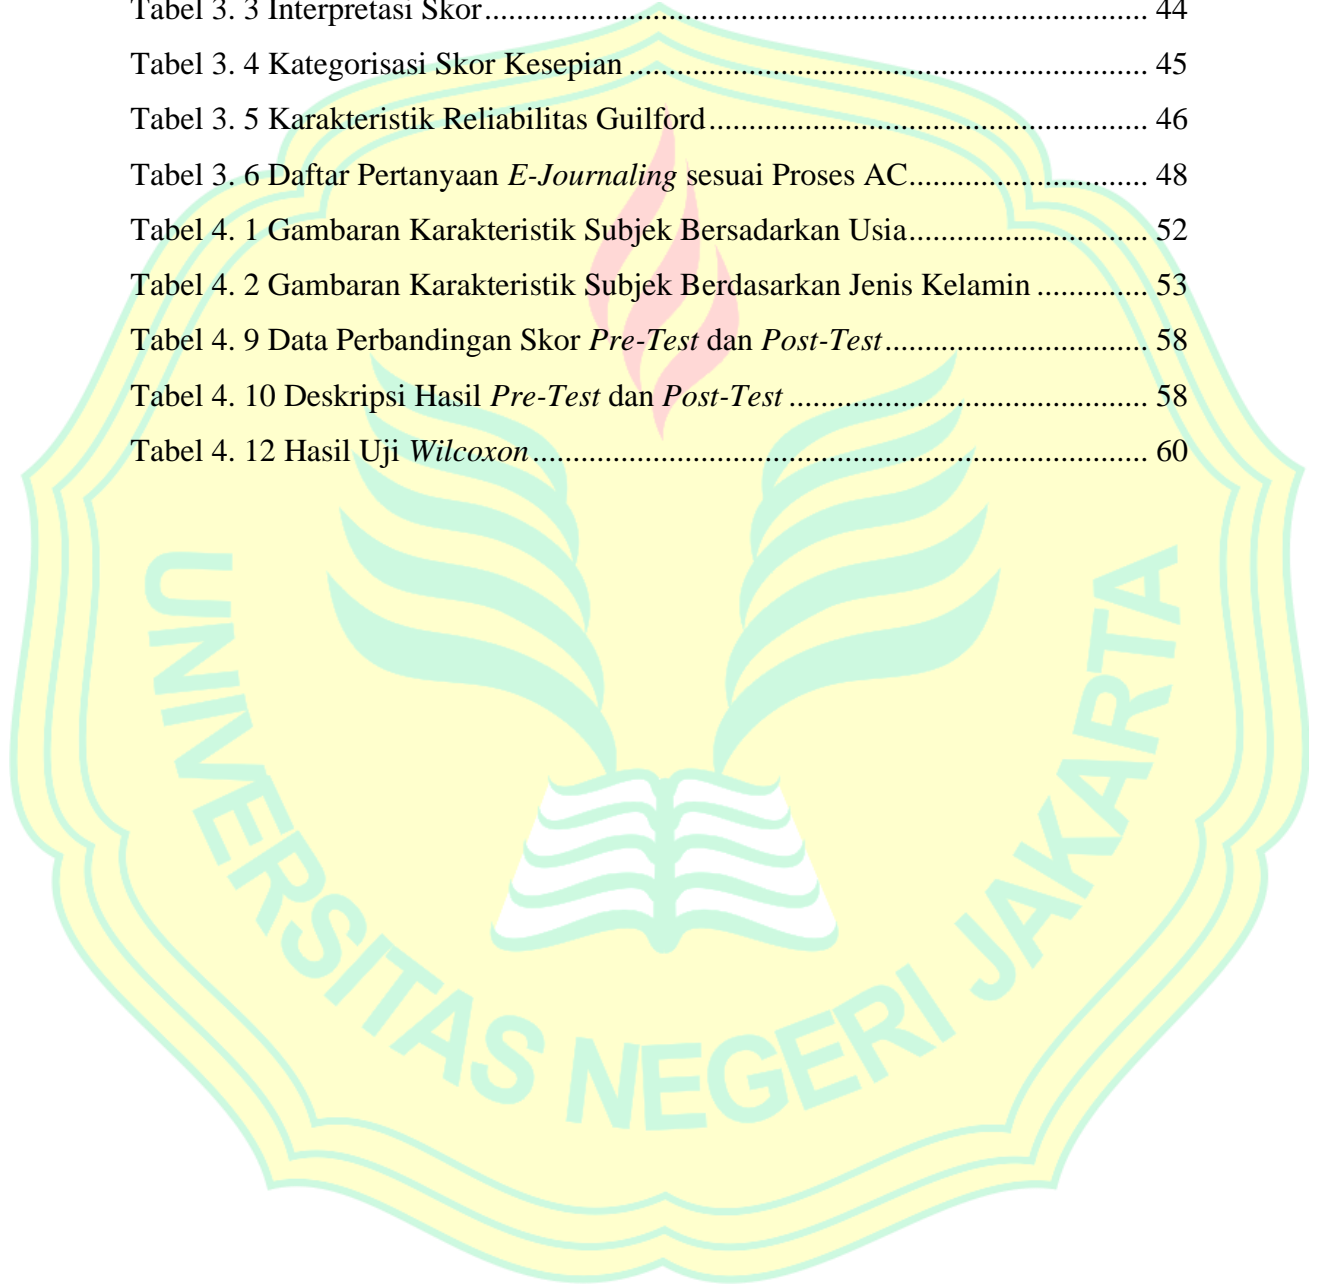 Tabel 3. 3 Interpretasi Skor.................................................................................... 44
Tabel 3. 4 Kategorisasi Skor Kesepian.................................................................. 45
Tabel 3. 5 Karakteristik Reliabilitas Guilford........................................................ 46
Tabel 3. 6 Daftar Pertanyaan E-Journaling sesuai Proses AC.............................. 48
Tabel 4. 1 Gambaran Karakteristik Subjek Bersadarkan Usia.............................. 52
Tabel 4. 2 Gambaran Karakteristik Subjek Berdasarkan Jenis Kelamin .............. 53
Tabel 4. 9 Data Perbandingan Skor Pre-Test dan Post-Test................................. 58
Tabel 4. 10 Deskripsi Hasil Pre-Test dan Post-Test ............................................. 58
Tabel 4. 12 Hasil Uji Wilcoxon.............................................................................. 60
UNIVERSITAS NEGERI JAKARTA